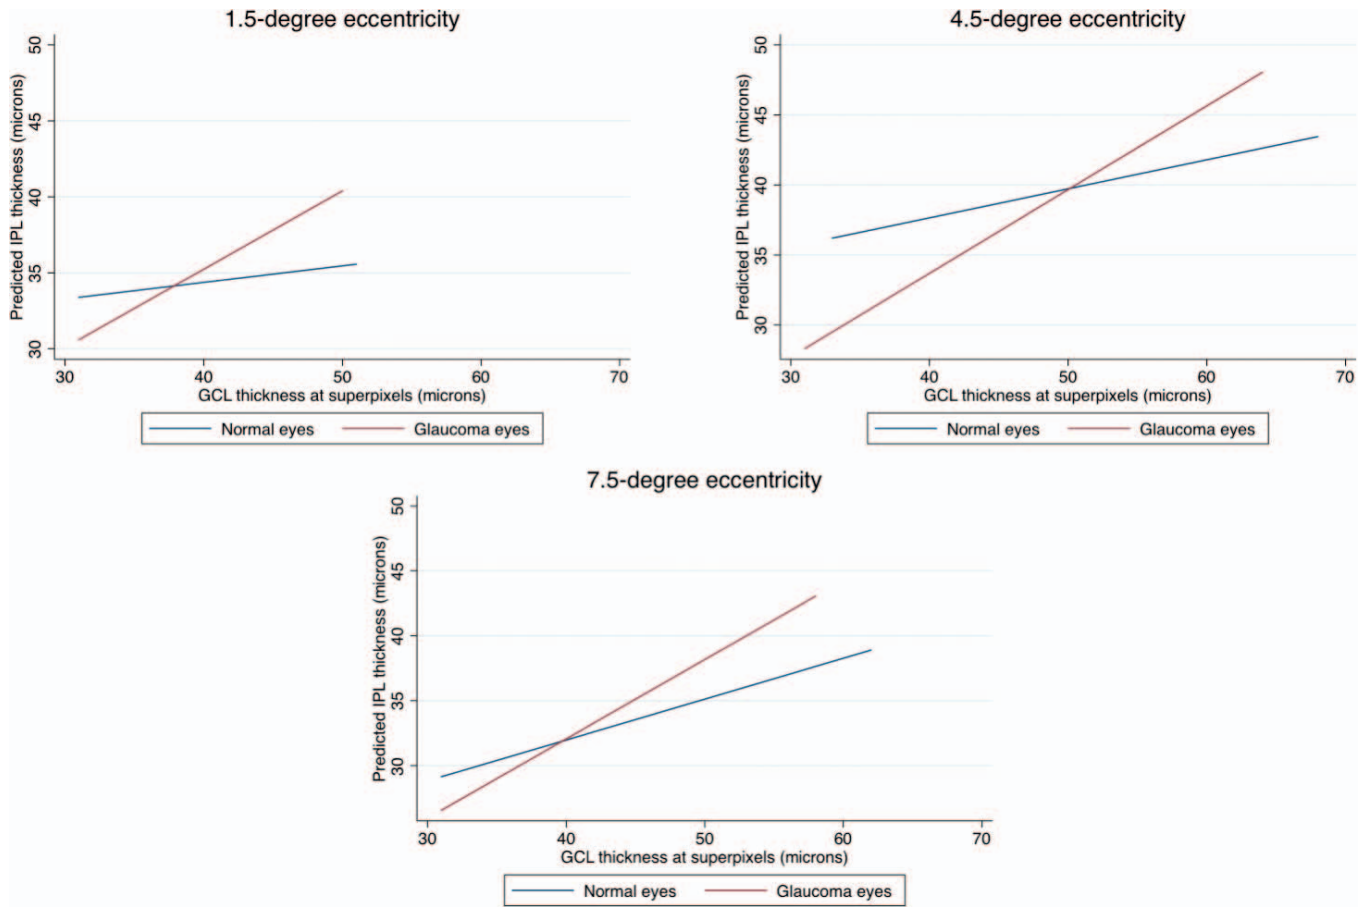 1.5-degree eccentricity
Predicted IPL thickness (microns)
50
45
40
35
30
30 40 50 60 70
GCL thickness at superpixels (microns)
Normal eyes Glaucoma eyes
4.5-degree eccentricity
Predicted IPL thickness (microns)
50
45
40
35
30
30 40 50 60 70
GCL thickness at superpixels (microns)
Normal eyes Glaucoma eyes
7.5-degree eccentricity
Predicted IPL thickness (microns)
50
45
40
35
30
30 40 50 60 70
GCL thickness at superpixels (microns)
Normal eyes Glaucoma eyes